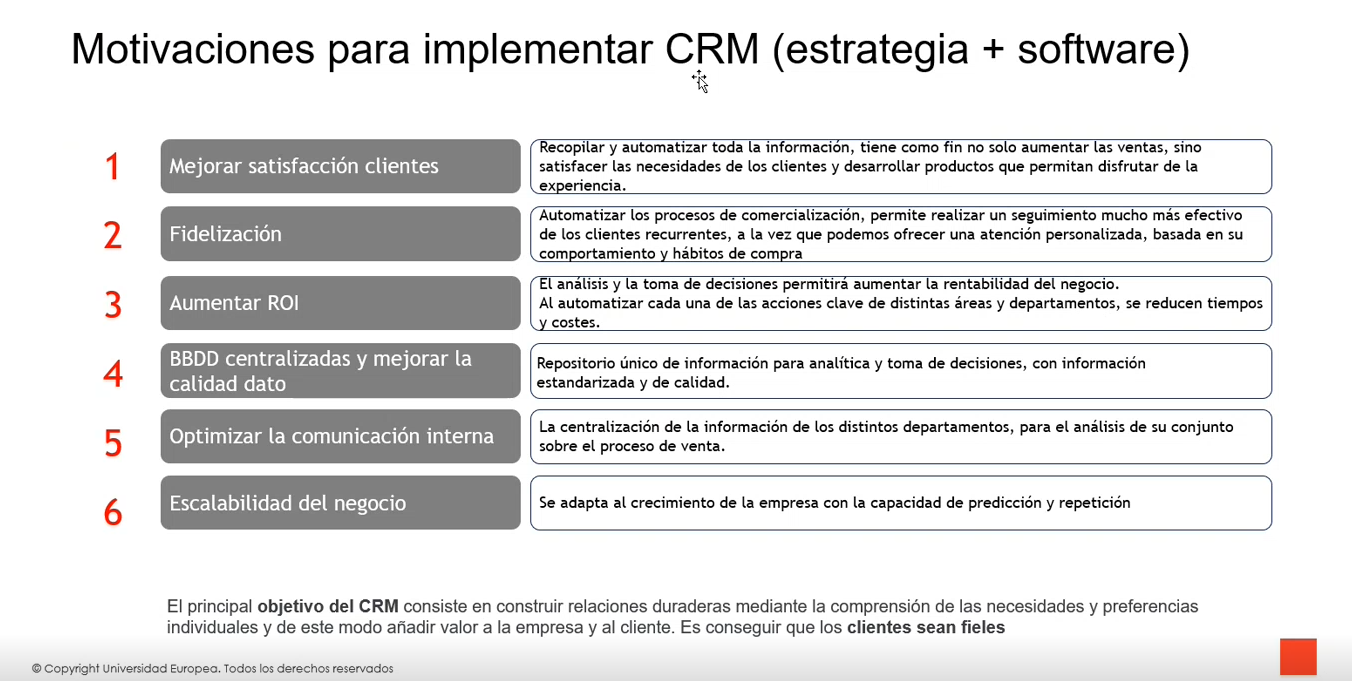 Motivaciones para implementar CRM (estrategia + software)
1
Mejorar satisfacción clientes
Recopilar y automatizar toda la información, tiene como fin no solo aumentar las ventas, sino
satisfacer las necesidades de los clientes y desarrollar productos que permitan disfrutar de la
experiencia.
2
Fidelización
Automatizar los procesos de comercialización, permite realizar un seguimiento mucho más efectivo
de los clientes recurrentes, a la vez que podemos ofrecer una atención personalizada, basada en su
comportamiento y hábitos de compra
3
Aumentar ROI
El análisis y la toma de decisiones permitirá aumentar la rentabilidad del negocio.
Al automatizar cada una de las acciones clave de distintas áreas y departamentos, se reducen tiempos
y costes.
4
BBDD centralizadas y mejorar la
calidad dato
Repositorio único de información para analítica y toma de decisiones, con información
estandarizada y de calidad.
5
Optimizar la comunicación interna
La centralización de la información de los distintos departamentos, para el análisis de su conjunto
sobre el proceso de venta.
6
Escalabilidad del negocio
Se adapta al crecimiento de la empresa con la capacidad de predicción y repetición
El principal objetivo del CRM consiste en construir relaciones duraderas mediante la comprensión de las necesidades y preferencias
individuales y de este modo añadir valor a la empresa y al cliente. Es conseguir que los clientes sean fieles
© Copyright Universidad Europea. Todos los derechos reservados